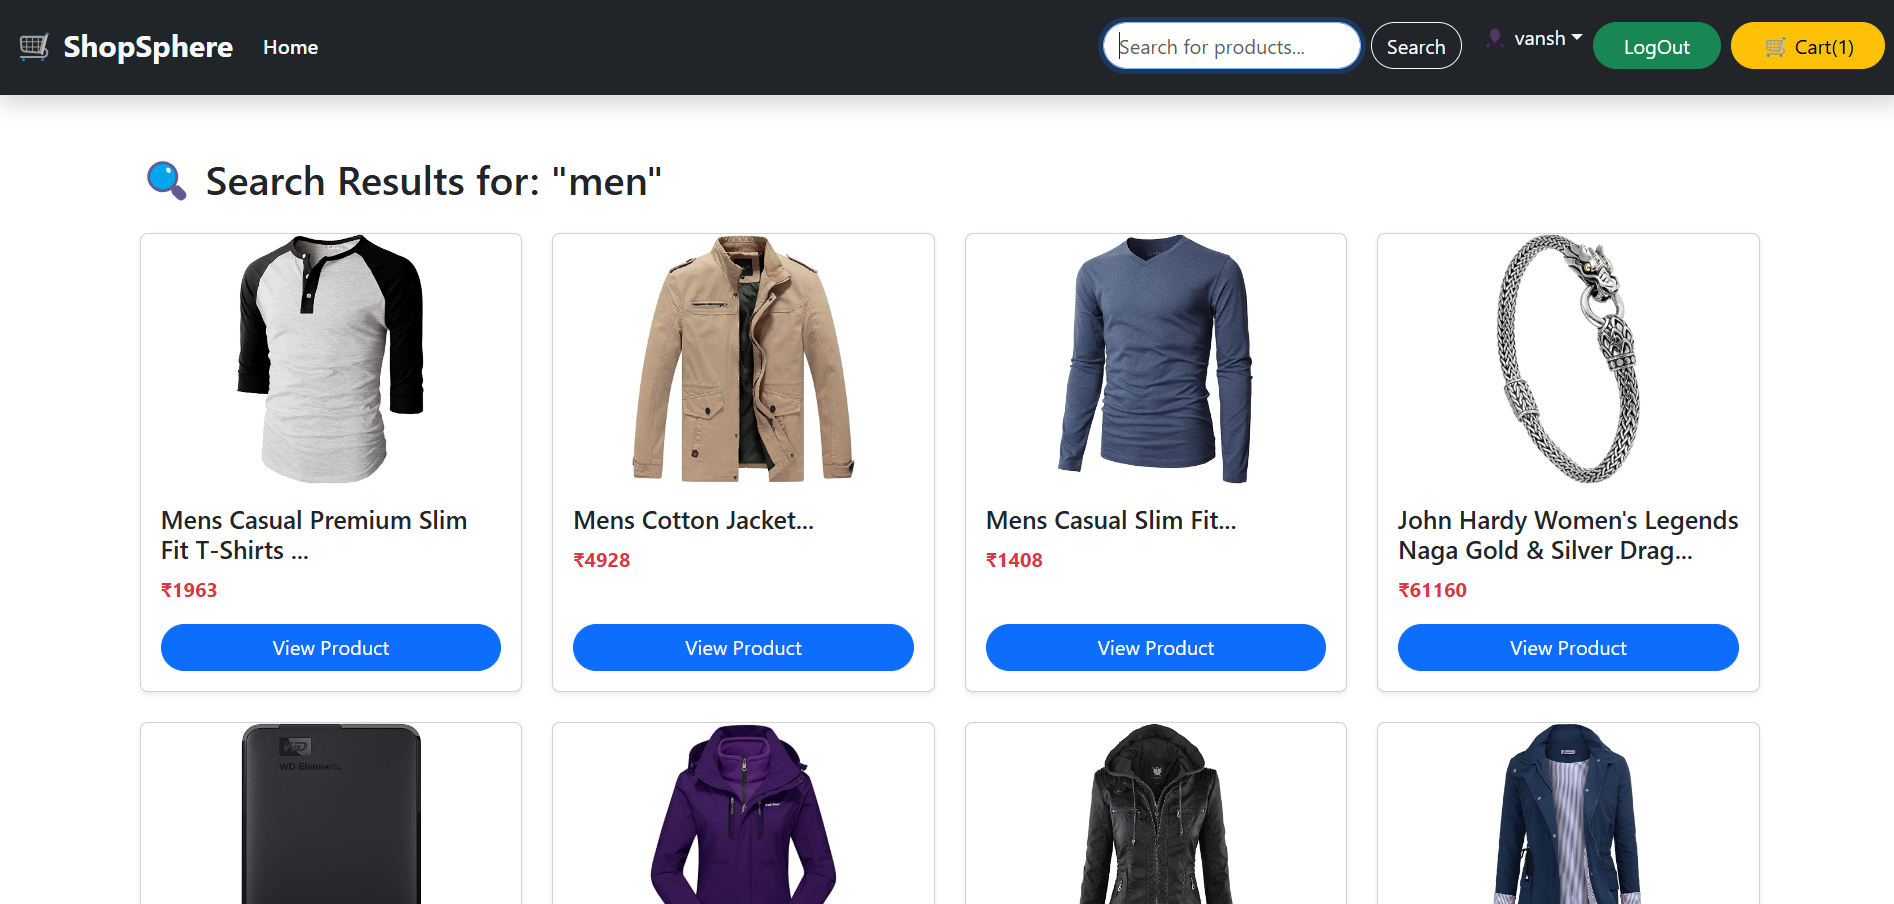 ShopSphere
Home
Search for products...
Search
vansh
LogOut
Cart(1)
Search Results for: "men"
Mens Casual Premium Slim
Fit T-Shirts ...
₹1963
View Product
Mens Cotton Jacket...
₹4928
View Product
Mens Casual Slim Fit...
₹1408
View Product
John Hardy Women's Legends
Naga Gold & Silver Drag...
₹61160
View Product
WD
WD Elements